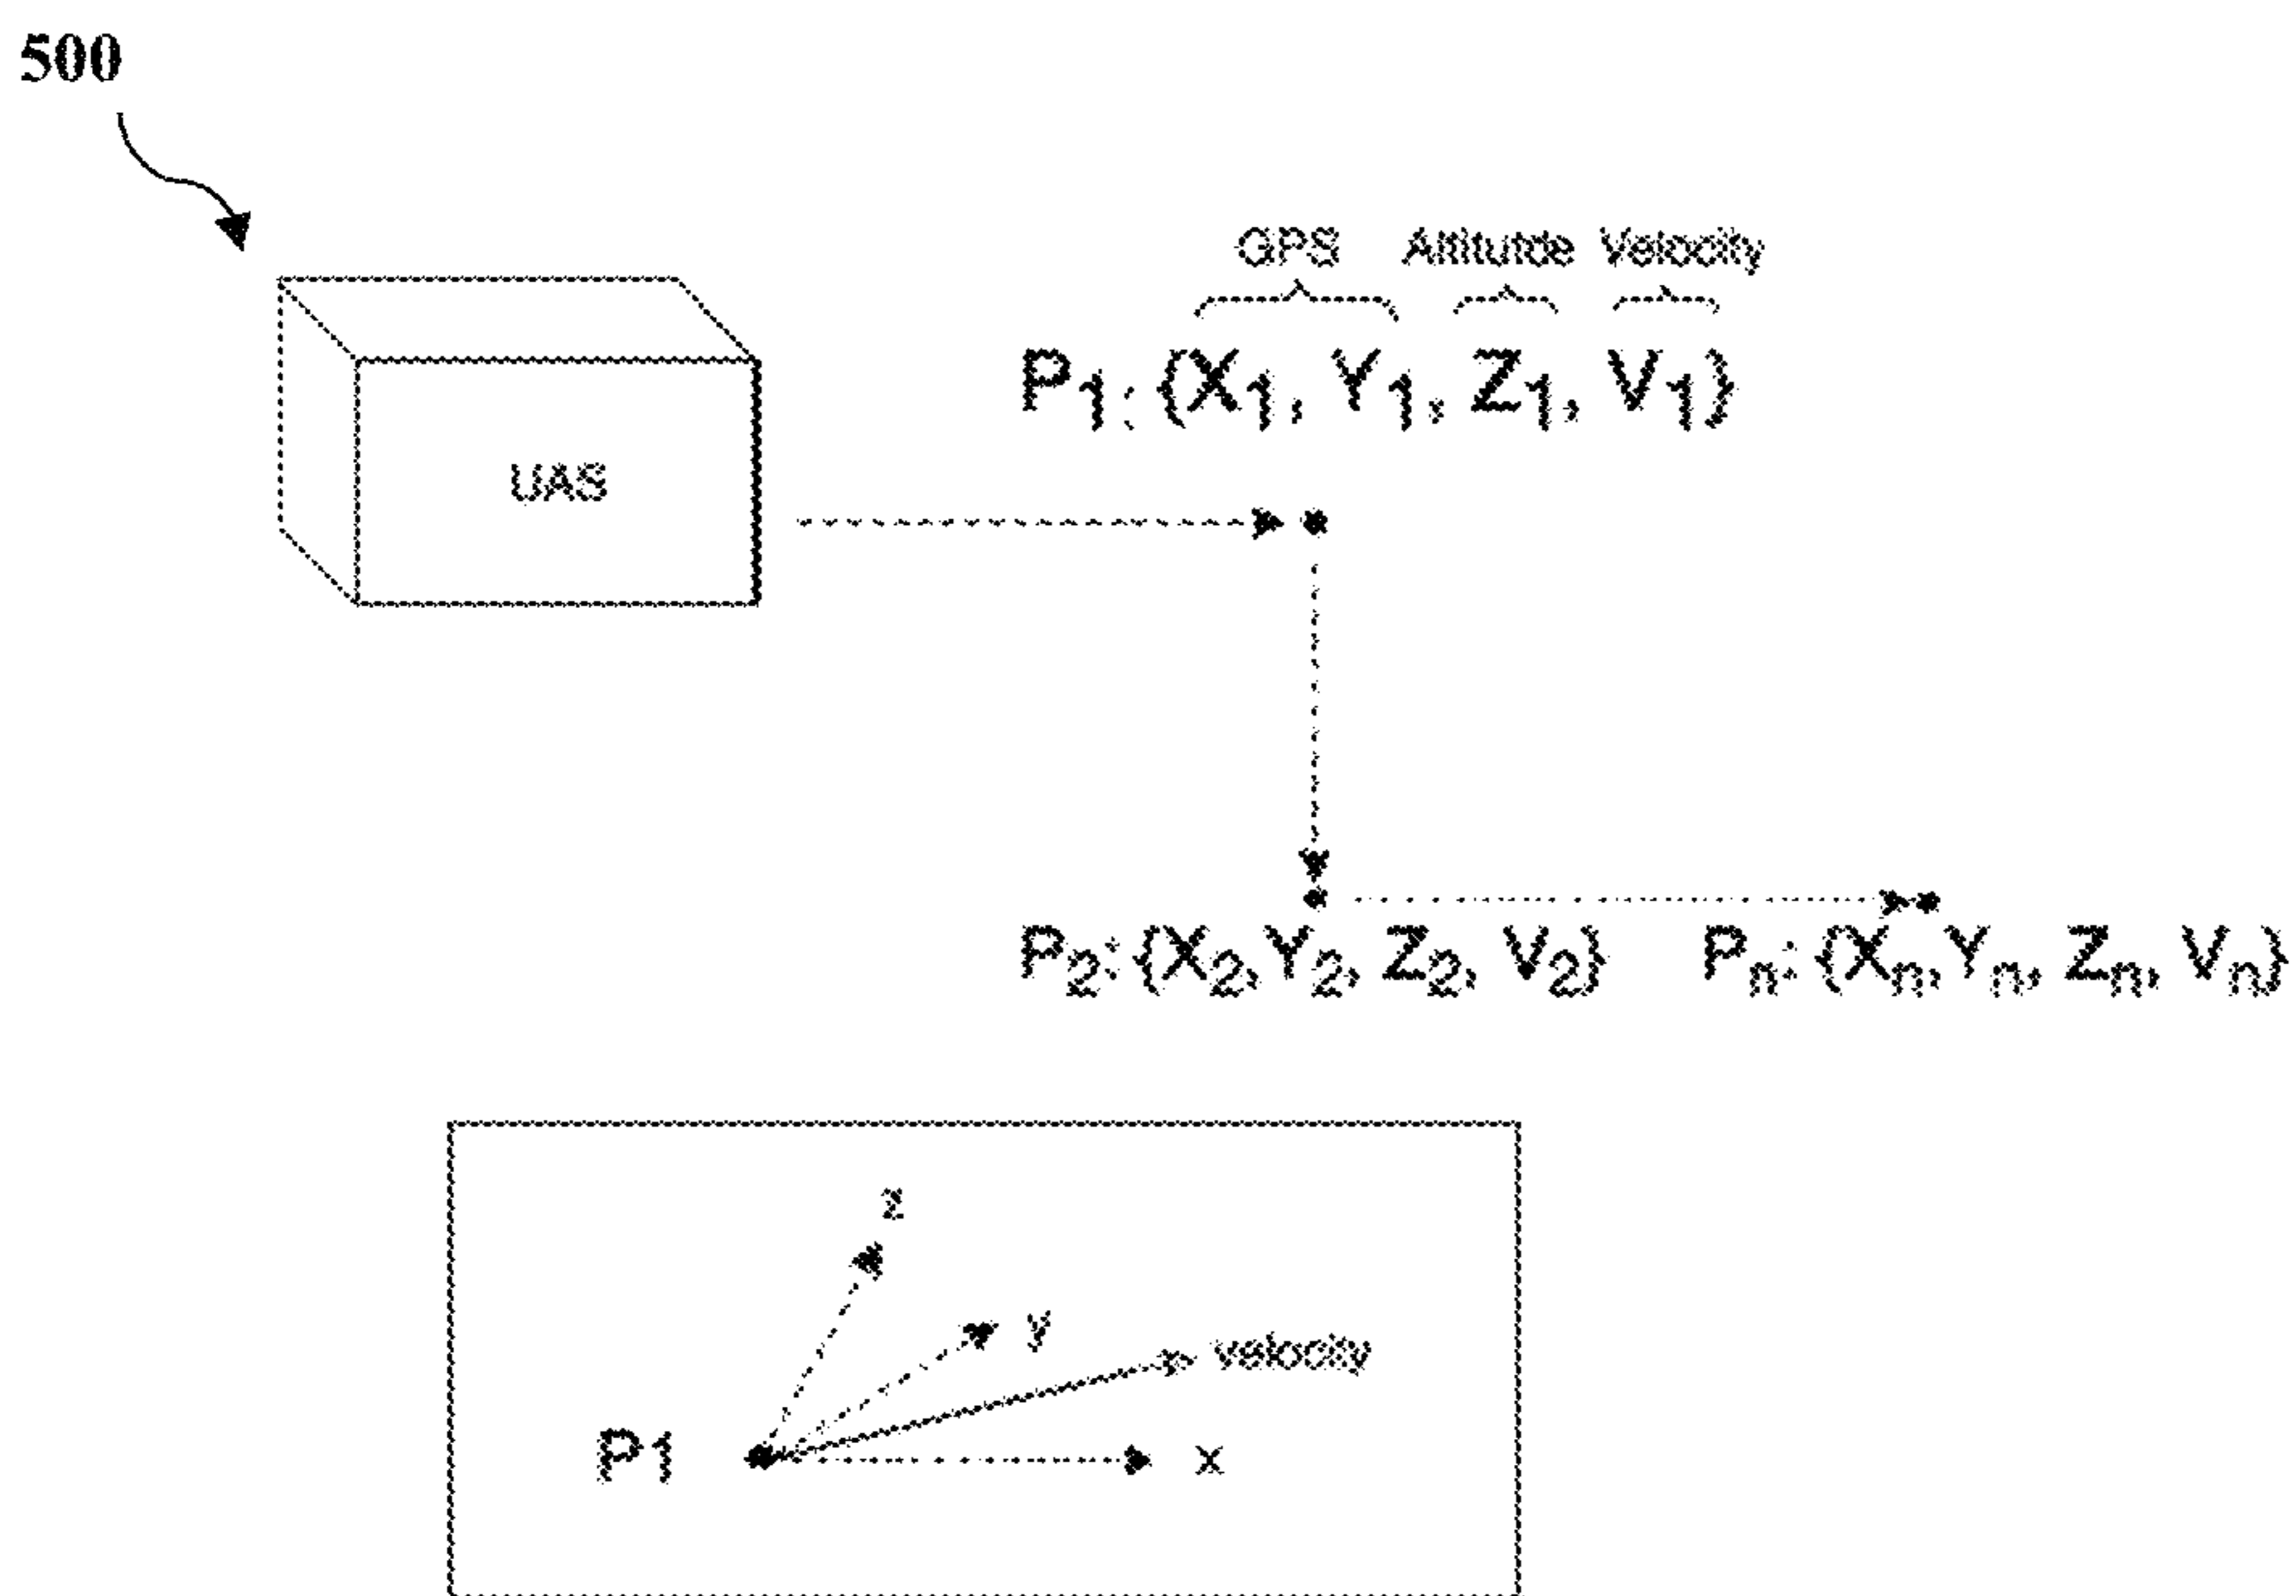 500
GPS Altitutde Velocity
P1: {X1, Y1, Z1, V1}
UAS
P2: {X2, Y2, Z2, V2} Pn: {Xn, Yn, Zn, Vn}
z
y
velocity
P1
x